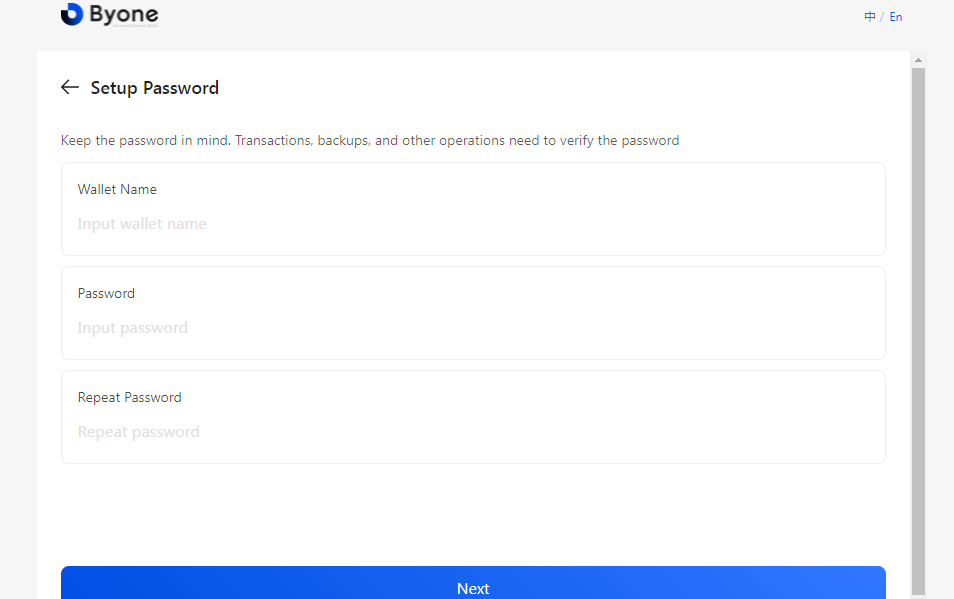 Byone
中 / En
Setup Password
Keep the password in mind. Transactions, backups, and other operations need to verify the password
Wallet Name
Input wallet name
Password
Input password
Repeat Password
Repeat password
Next